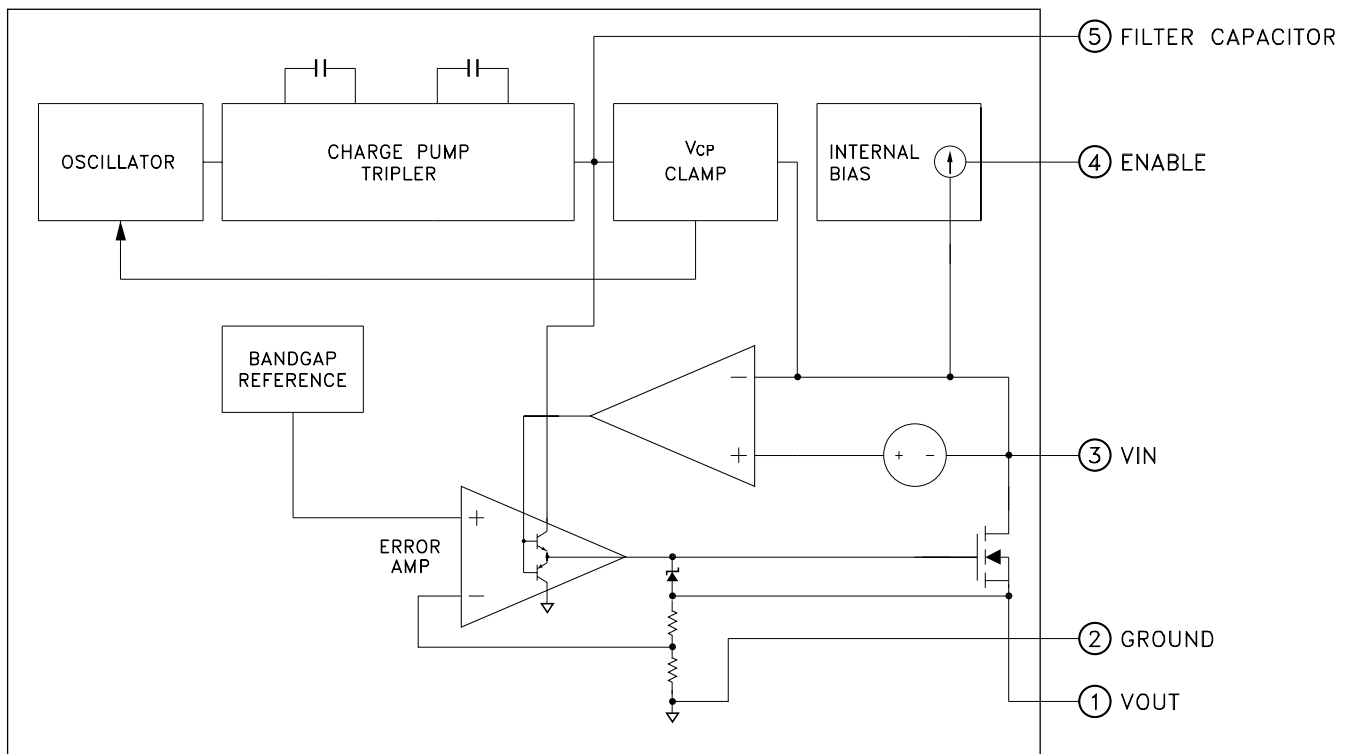 5 FILTER CAPACITOR
OSCILLATOR
CHARGE PUMP
TRIPLER
VCP
CLAMP
INTERNAL
BIAS
4 ENABLE
BANDGAP
REFERENCE
−
+
+ −
3 VIN
+
ERROR
AMP
−
2 GROUND
1 VOUT